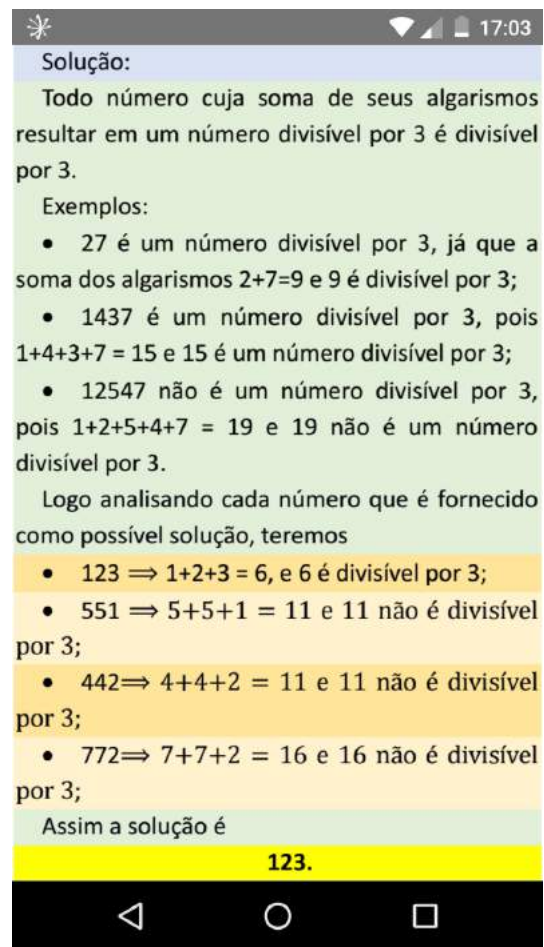 17:03
Solução:
Todo número cuja soma de seus algarismos
resultar em um número divisível por 3 é divisível
por 3.
Exemplos:
• 27 é um número divisível por 3, já que a
soma dos algarismos 2+7=9 e 9 é divisível por 3;
• 1437 é um número divisível por 3, pois
1+4+3+7 = 15 e 15 é um número divisível por 3;
• 12547 não é um número divisível por 3,
pois 1+2+5+4+7 = 19 e 19 não é um número
divisível por 3.
Logo analisando cada número que é fornecido
como possível solução, teremos
• 123 ⟹ 1+2+3 = 6, e 6 é divisível por 3;
• 551 ⟹ 5+5+1 = 11 e 11 não é divisível
por 3;
• 442⟹ 4+4+2 = 11 e 11 não é divisível
por 3;
• 772⟹ 7+7+2 = 16 e 16 não é divisível
por 3;
Assim a solução é
123.